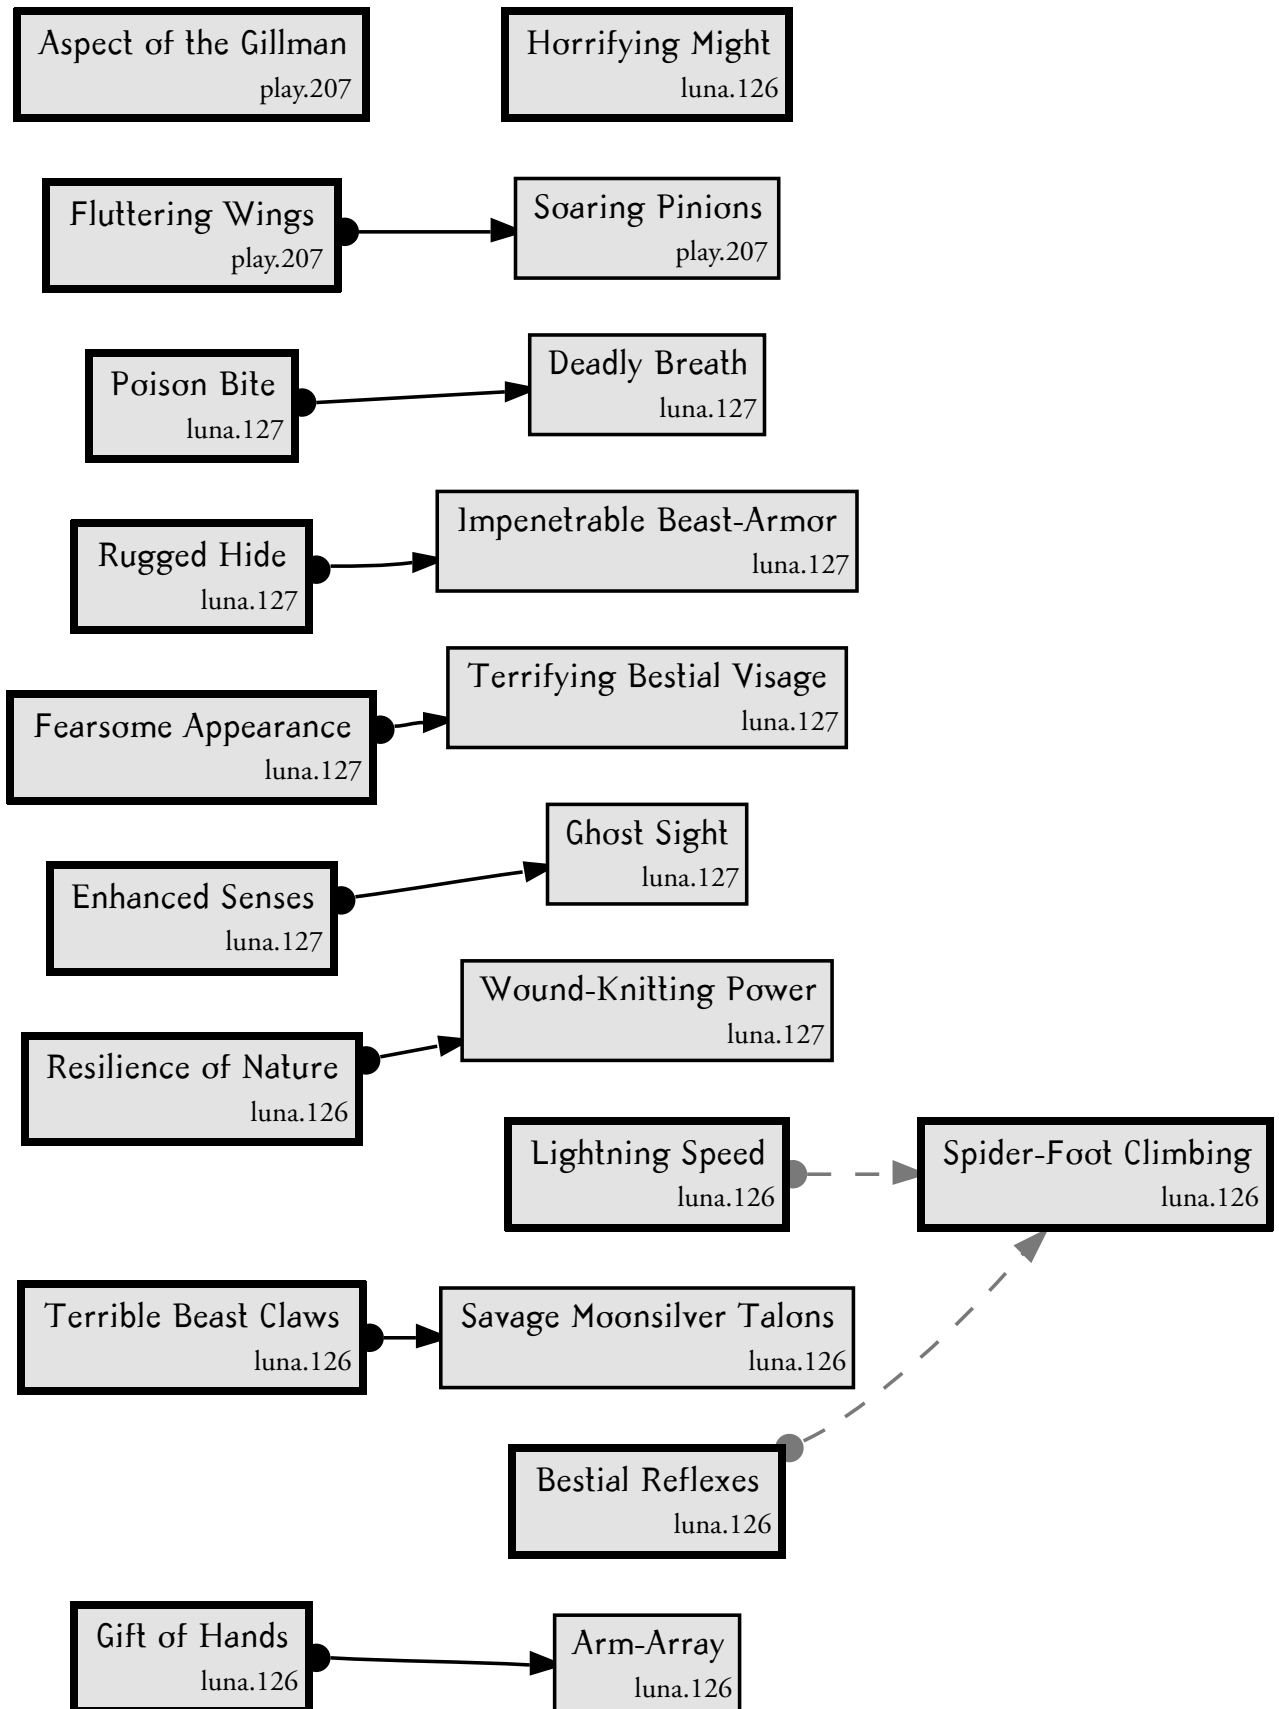 Aspect of the Gillman
play.207
Horrifying Might
luna.126
Fluttering Wings
play.207
Soaring Pinions
play.207
Poison Bite
luna.127
Deadly Breath
luna.127
Rugged Hide
luna.127
Impenetrable Beast-Armor
luna.127
Fearsome Appearance
luna.127
Terrifying Bestial Visage
luna.127
Enhanced Senses
luna.127
Ghost Sight
luna.127
Resilience of Nature
luna.126
Wound-Knitting Power
luna.127
Lightning Speed
luna.126
Spider-Foot Climbing
luna.126
Terrible Beast Claws
luna.126
Savage Moonsilver Talons
luna.126
Bestial Reflexes
luna.126
Gift of Hands
luna.126
Arm-Array
luna.126